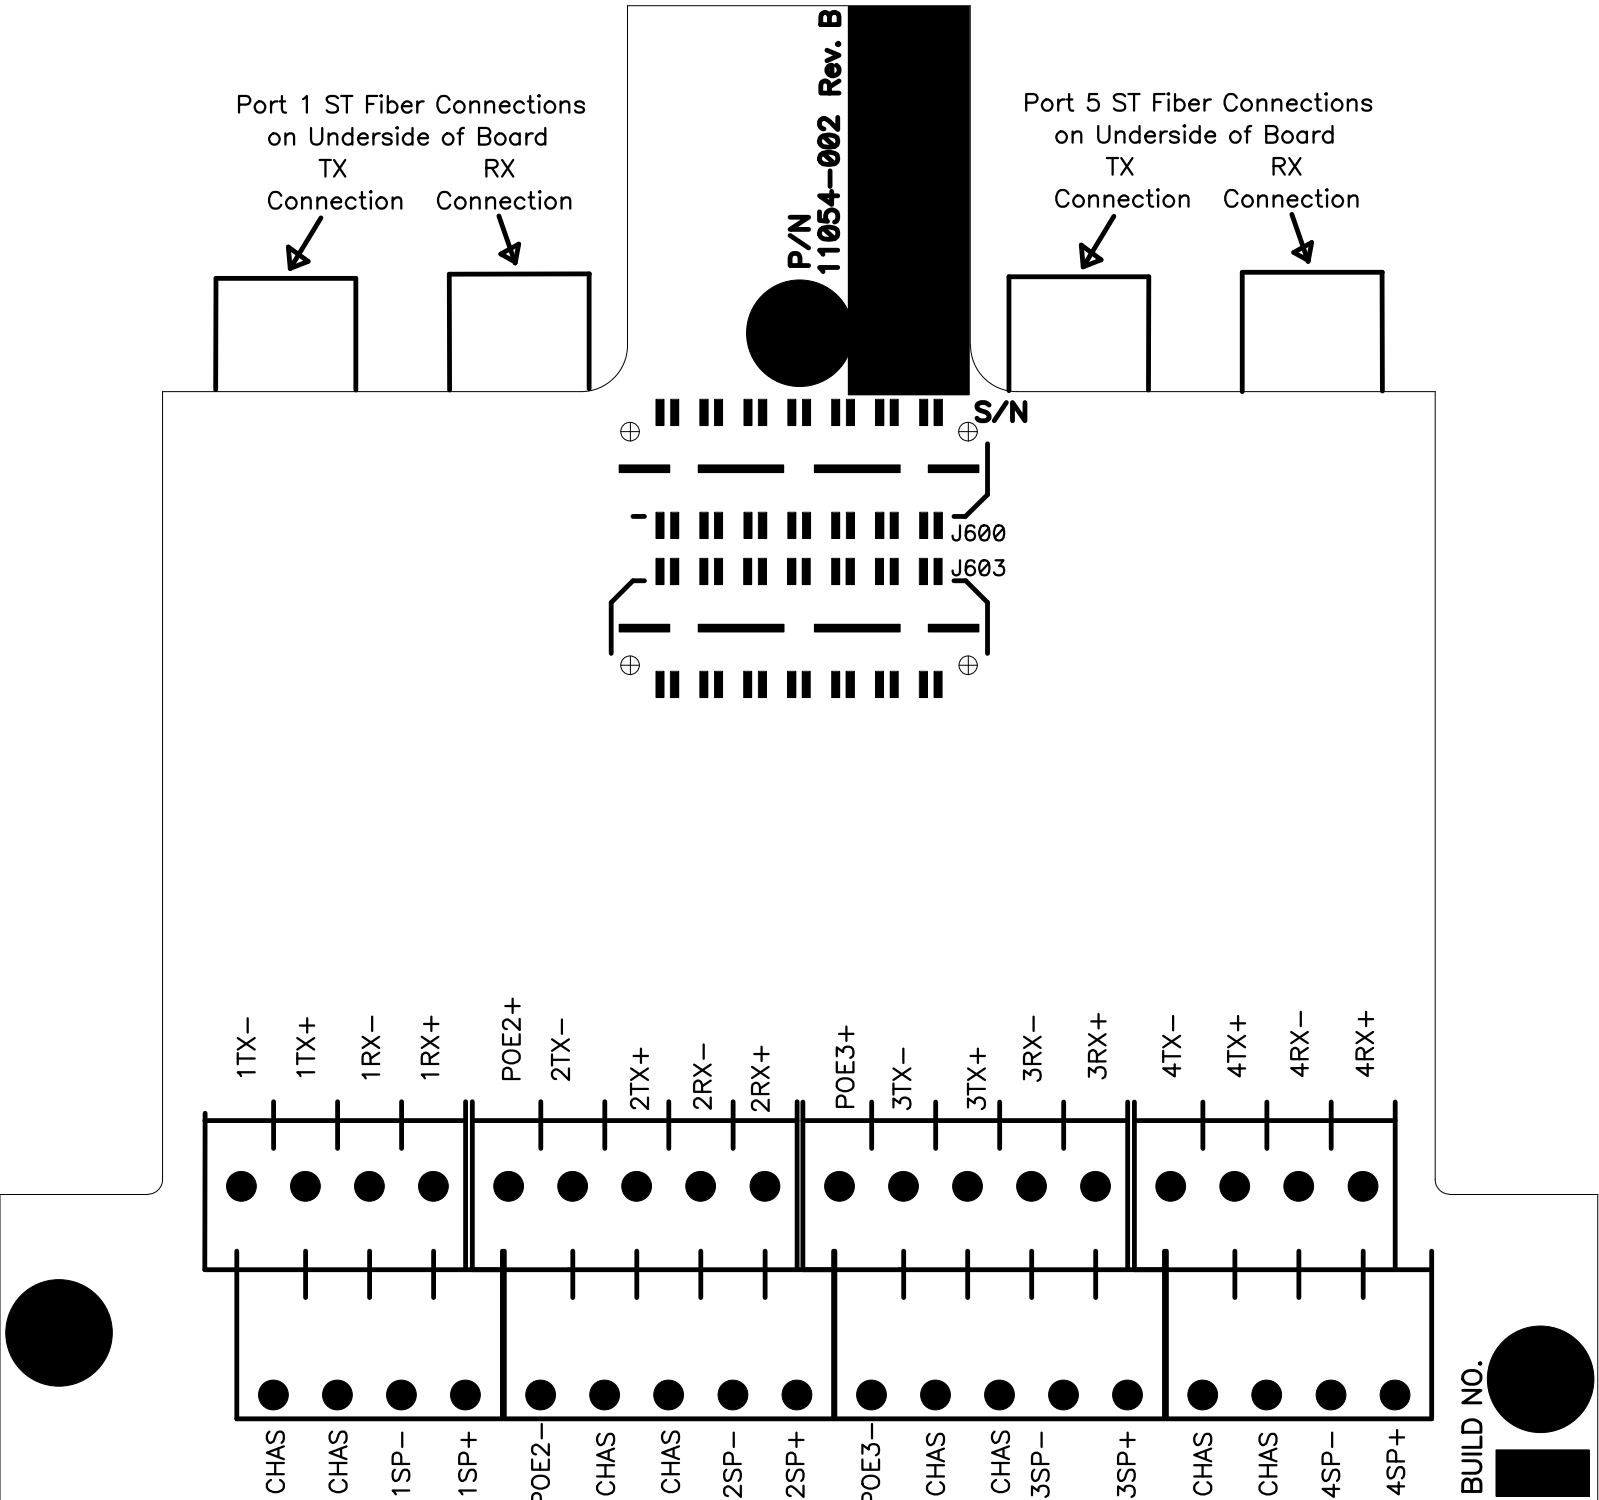 P/N
11054-002 Rev. B
Port 1 ST Fiber Connections
on Underside of Board
TX RX
Connection Connection
Port 5 ST Fiber Connections
on Underside of Board
TX RX
Connection Connection
S/N
J600
J603
1TX-
1TX+
1RX-
1RX+
POE2+
2TX-
2TX+
2RX-
2RX+
POE3+
3TX-
3TX+
3RX-
3RX+
4TX-
4TX+
4RX-
4RX+
CHAS
CHAS
1SP-
1SP+
POE2-
CHAS
CHAS
2SP-
2SP+
POE3-
CHAS
CHAS
3SP-
3SP+
CHAS
CHAS
4SP-
4SP+
BUILD NO.